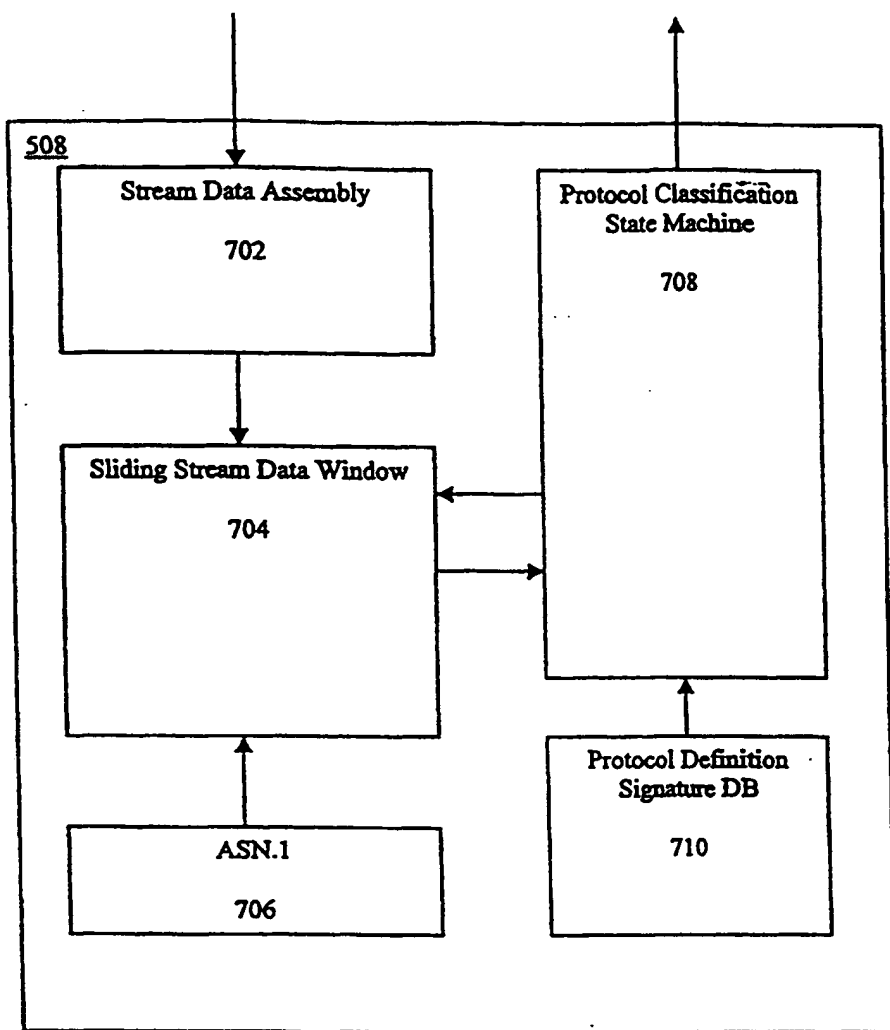 508
Stream Data Assembly
702
Protocol Classification
State Machine
708
Sliding Stream Data Window
704
ASN.1
706
Protocol Definition
Signature DB
710